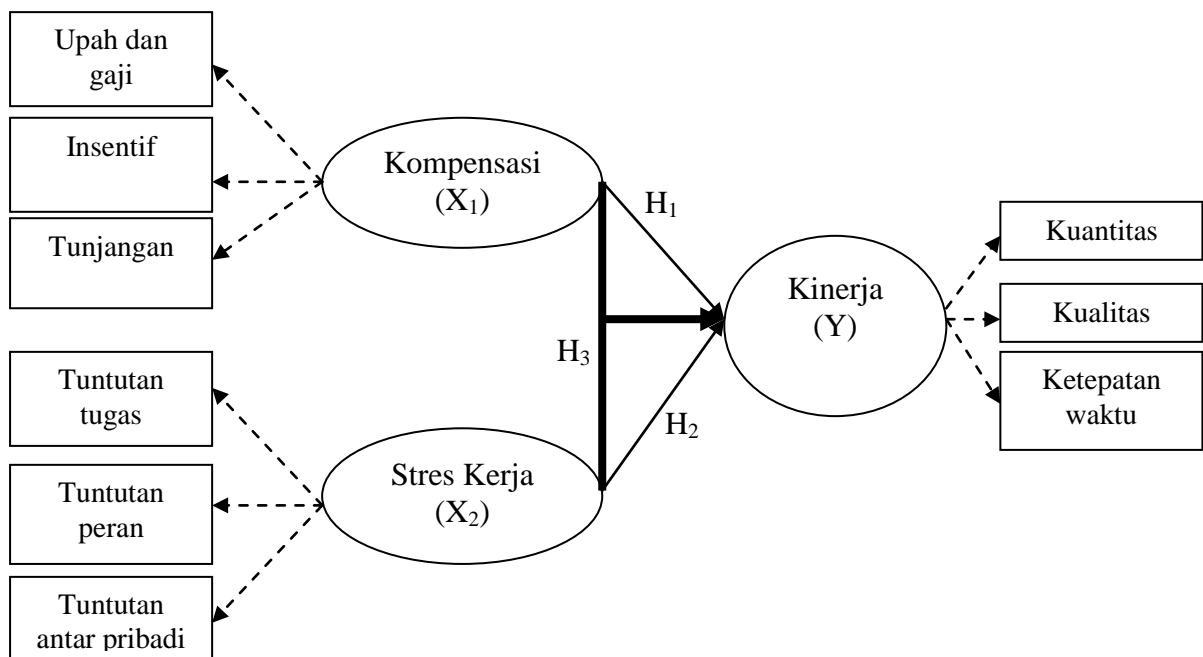 Upah dan
gaji
Insentif
Tunjangan
Kompensasi
(X₁)
Tuntutan
tugas
Tuntutan
peran
Tuntutan
antar pribadi
Stres Kerja
(X₂)
H₁
H₃
H₂
Kinerja
(Y)
Kuantitas
Kualitas
Ketepatan
waktu